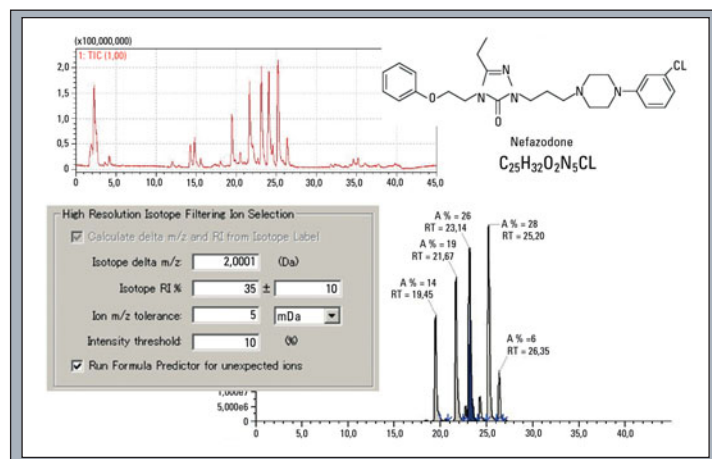 (x100,000,000)
1: TIC (1,00)
2,0
1,5
1,0
0,5
0
0 5,0 10,0 15,0 20,0 25,0 30,0 35,0 40,0 45,0
CL
N
N
N
N
N
O
O
Nefazodone
C25H32O2N5CL
High Resolution Isotope Filtering Ion Selection
Calculate delta m/z and RI from Isotope Label
Isotope delta m/z: 2,0001 (Da)
Isotope RI % 35 ± 10
Ion m/z tolerance: 5 mDa
Intensity threshold: 10 (%)
Run Formula Predictor for unexpected ions
A % = 14
RT = 19,45
A % = 19
RT = 21,67
A % = 26
RT = 23,14
A % = 28
RT = 25,20
A %=6
RT = 26,35
1,000e7
5,000e6
0
0 5,0 10,0 15,0 20,0 25,0 30,0 35,0 40,0